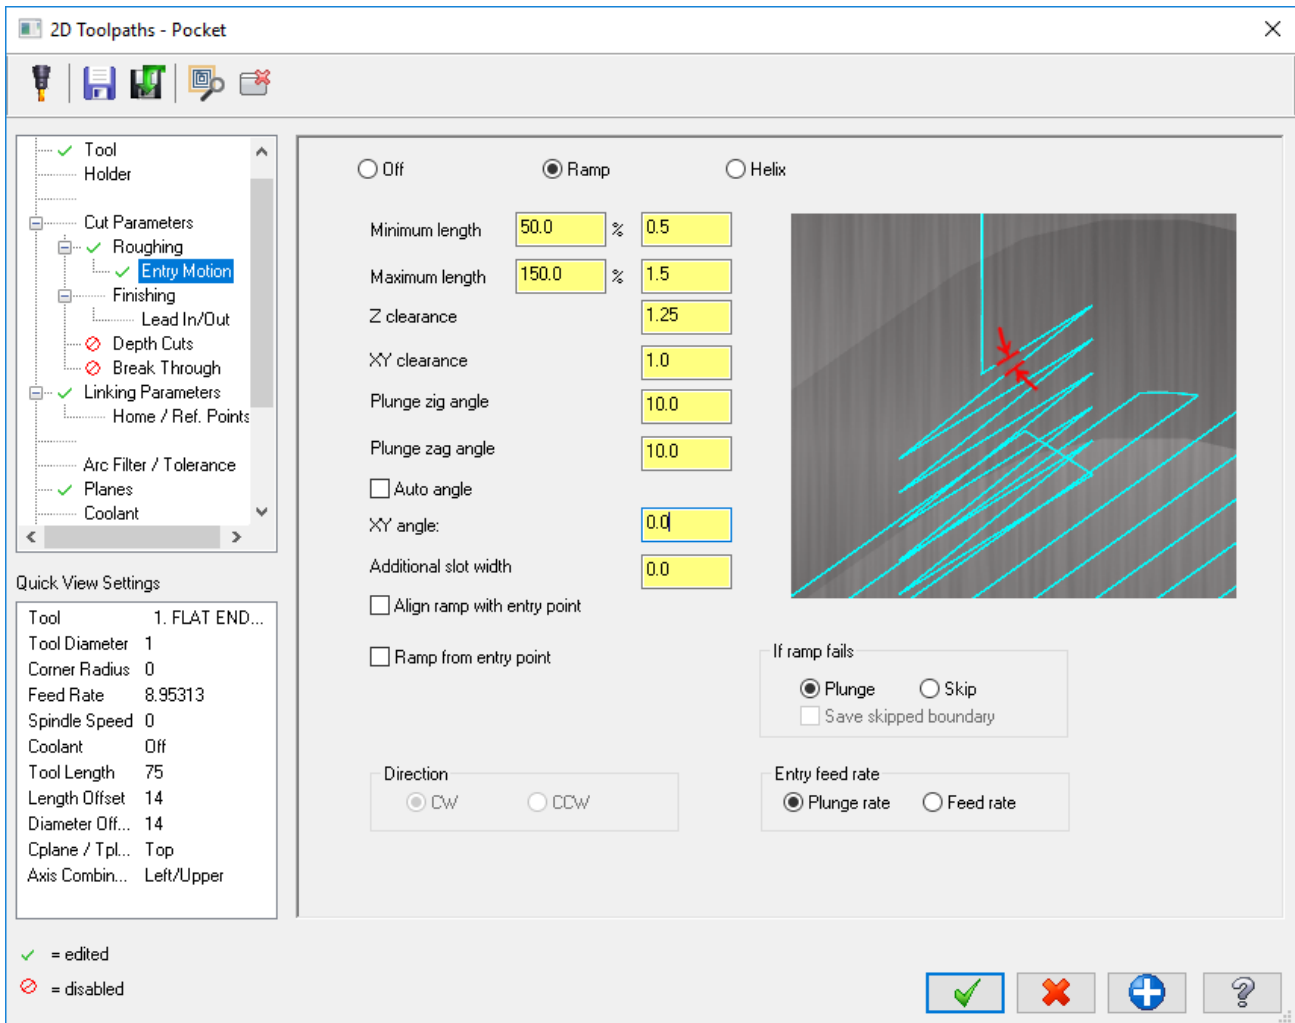 2D Toolpaths - Pocket
Tool
Holder
Cut Parameters
Roughing
Entry Motion
Finishing
Lead In/Out
Depth Cuts
Break Through
Linking Parameters
Home / Ref. Points
Arc Filter / Tolerance
Planes
Coolant
Quick View Settings
Tool 1. FLAT END...
Tool Diameter 1
Corner Radius 0
Feed Rate 8.95313
Spindle Speed 0
Coolant Off
Tool Length 75
Length Offset 14
Diameter Off... 14
Cplane / Tpl... Top
Axis Combin... Left/Upper
= edited
= disabled
Off Ramp Helix
Minimum length 50.0 % 0.5
Maximum length 150.0 % 1.5
Z clearance 1.25
XY clearance 1.0
Plunge zig angle 10.0
Plunge zag angle 10.0
Auto angle
XY angle: 0.0
Additional slot width 0.0
Align ramp with entry point
Ramp from entry point
If ramp fails
Plunge Skip
Save skipped boundary
Direction
CW CCW
Entry feed rate
Plunge rate Feed rate